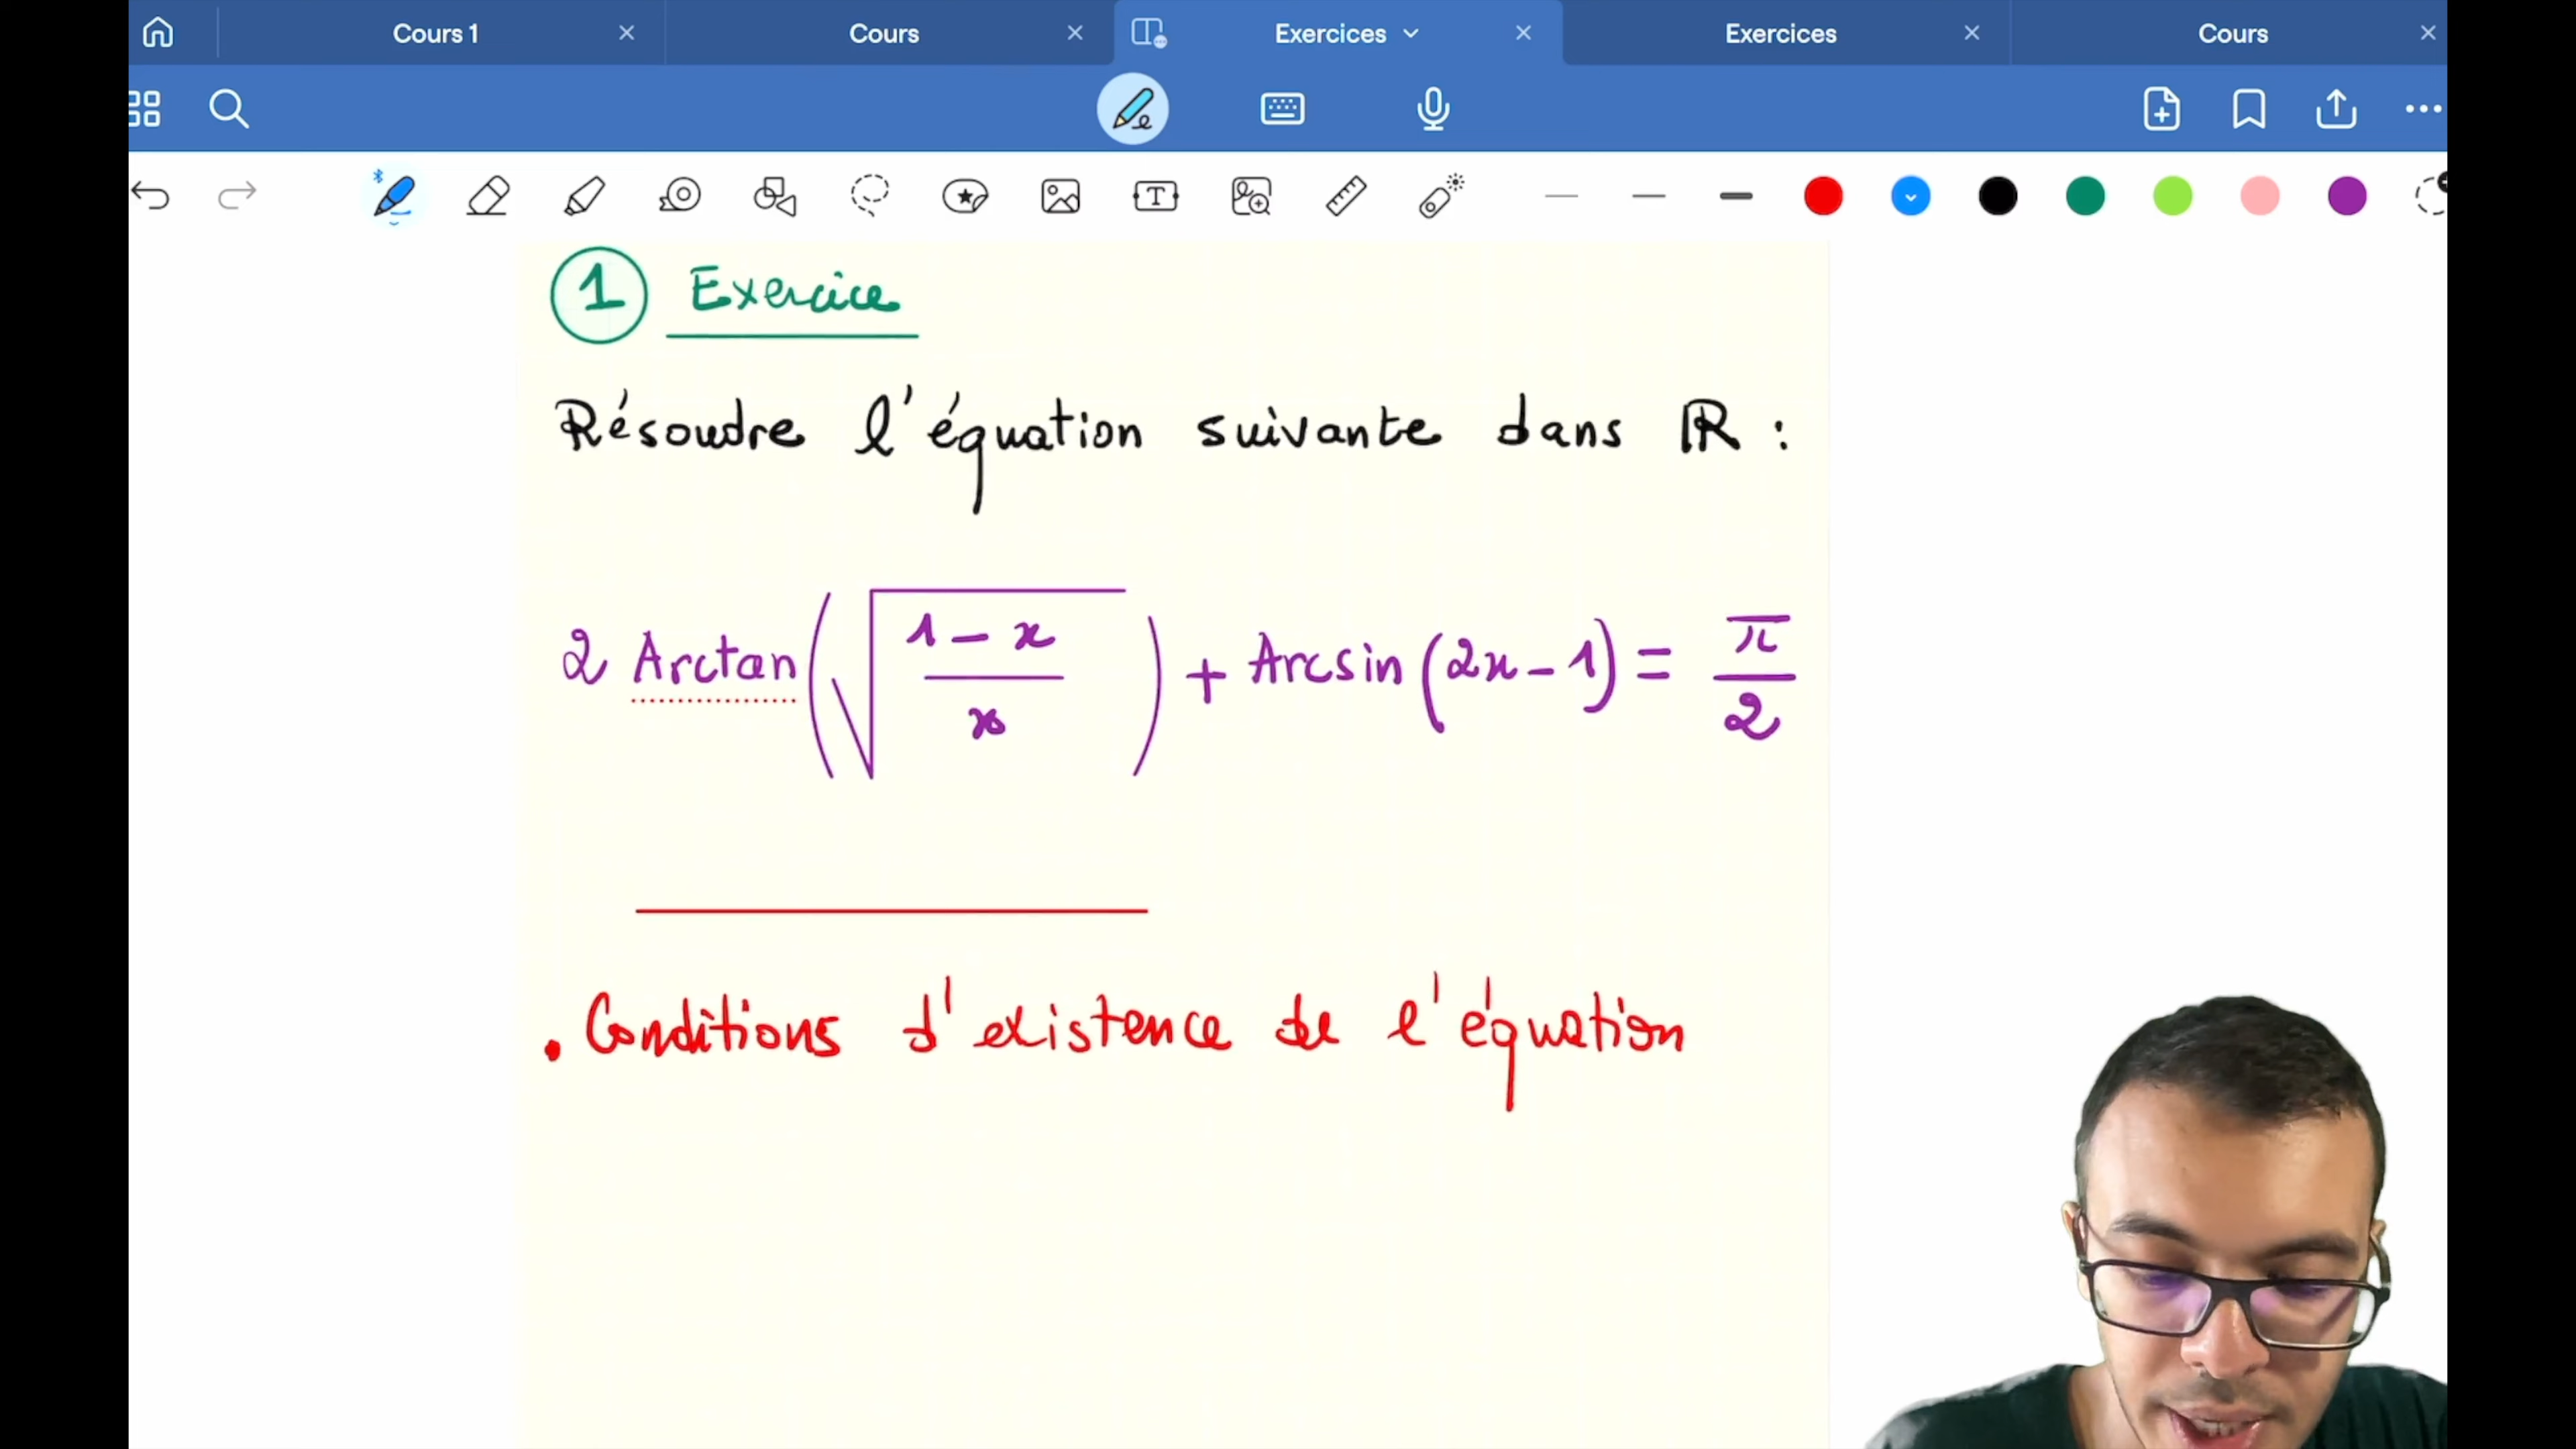 Cours 1
Cours
Exercices
Exercices
Cours
1 Exercice
Résoudre l'équation suivante dans ℝ :
2 Arctan(√((1-x)/x)) + Arcsin(2x-1) = π/2
. Conditions d'existence de l'équation